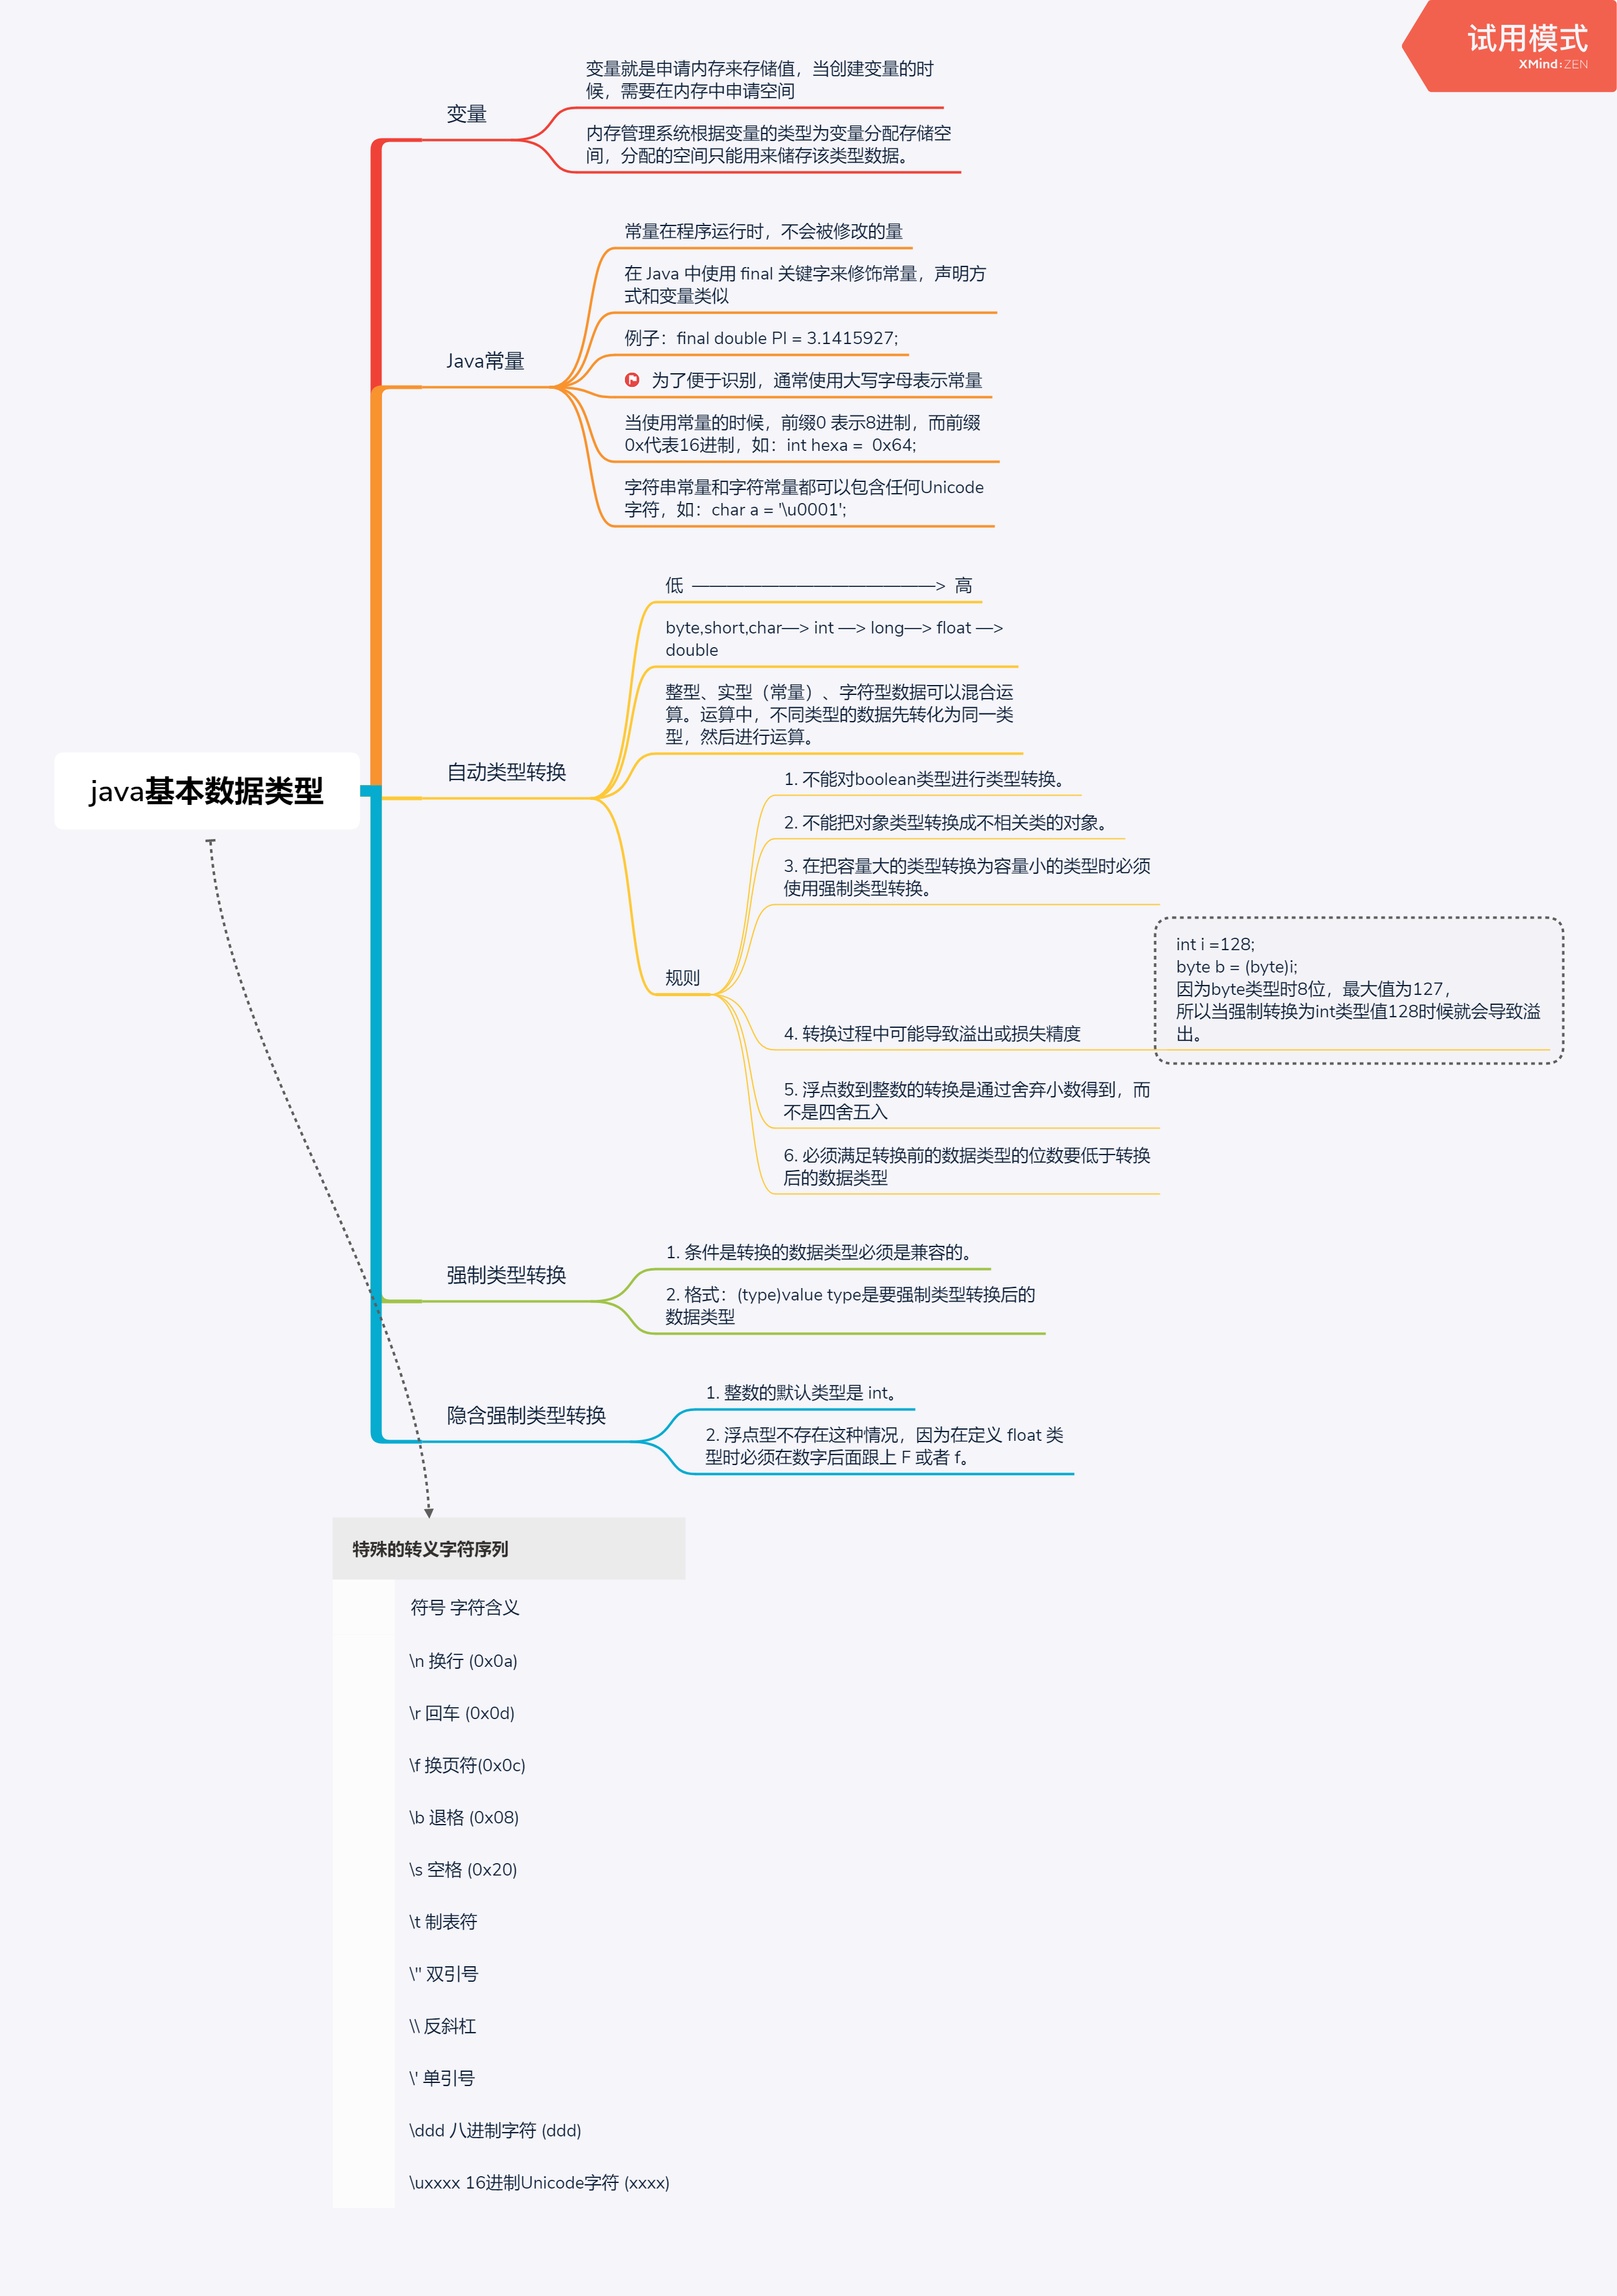 试用模式
XMind:ZEN
变量
变量就是申请内存来存储值，当创建变量的时
候，需要在内存中申请空间
内存管理系统根据变量的类型为变量分配存储空
间，分配的空间只能用来储存该类型数据。
Java常量
常量在程序运行时，不会被修改的量
在 Java 中使用 final 关键字来修饰常量，声明方
式和变量类似
例子：final double PI = 3.1415927;
为了便于识别，通常使用大写字母表示常量
当使用常量的时候，前缀0 表示8进制，而前缀
0x代表16进制，如：int hexa =  0x64;
字符串常量和字符常量都可以包含任何Unicode
字符，如：char a = '\u0001';
java基本数据类型
自动类型转换
低 ——————————————> 高
byte,short,char—> int —> long—> float —>
double
整型、实型（常量）、字符型数据可以混合运
算。运算中，不同类型的数据先转化为同一类
型，然后进行运算。
规则
1. 不能对boolean类型进行类型转换。
2. 不能把对象类型转换成不相关类的对象。
3. 在把容量大的类型转换为容量小的类型时必须
使用强制类型转换。
4. 转换过程中可能导致溢出或损失精度
int i =128;
byte b = (byte)i;
因为byte类型时8位，最大值为127，
所以当强制转换为int类型值128时候就会导致溢
出。
5. 浮点数到整数的转换是通过舍弃小数得到，而
不是四舍五入
6. 必须满足转换前的数据类型的位数要低于转换
后的数据类型
强制类型转换
1. 条件是转换的数据类型必须是兼容的。
2. 格式：(type)value type是要强制类型转换后的
数据类型
隐含强制类型转换
1. 整数的默认类型是 int。
2. 浮点型不存在这种情况，因为在定义 float 类
型时必须在数字后面跟上 F 或者 f。
特殊的转义字符序列
符号 字符含义
\n 换行 (0x0a)
\r 回车 (0x0d)
\f 换页符(0x0c)
\b 退格 (0x08)
\s 空格 (0x20)
\t 制表符
\" 双引号
\\ 反斜杠
\' 单引号
\ddd 八进制字符 (ddd)
\uxxxx 16进制Unicode字符 (xxxx)